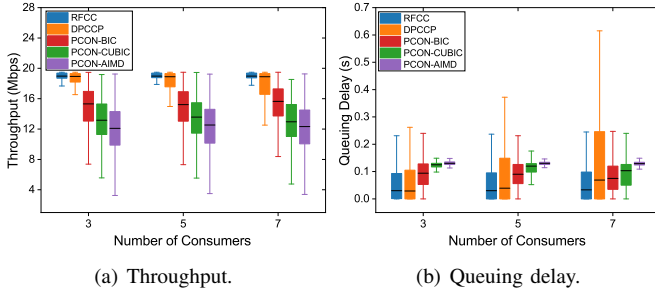 28
24
20
16
12
8
4
Throughput (Mbps)
RFCC
DPCCP
PCON-BIC
PCON-CUBIC
PCON-AIMD
3 5 7
Number of Consumers
(a) Throughput.
0.7
0.6
0.5
0.4
0.3
0.2
0.1
0.0
Queuing Delay (s)
RFCC
DPCCP
PCON-BIC
PCON-CUBIC
PCON-AIMD
3 5 7
Number of Consumers
(b) Queuing delay.